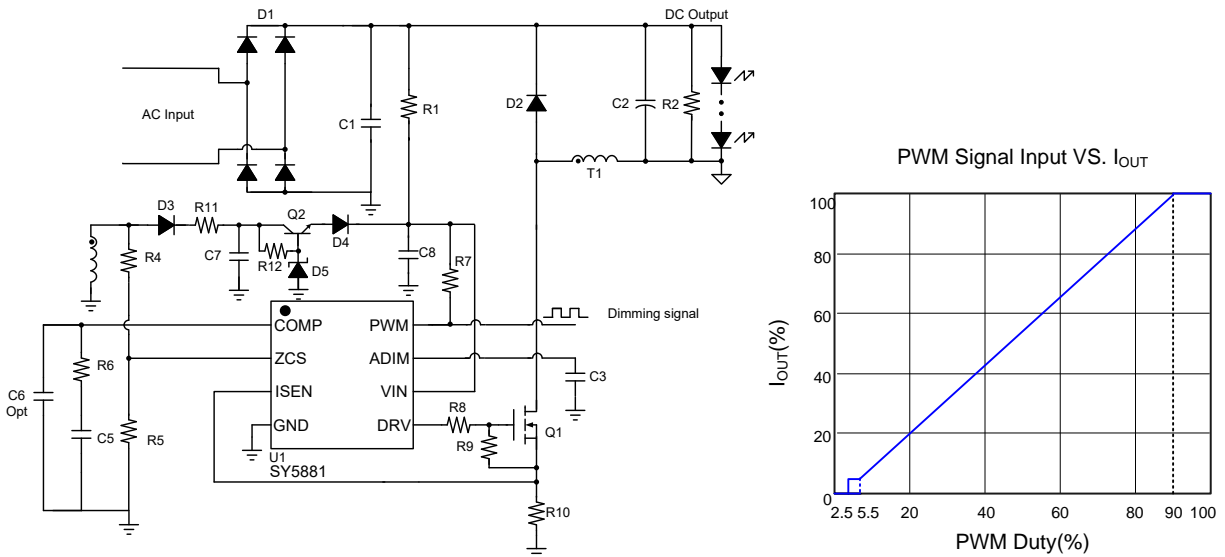 D1
DC Output
AC Input
C1
R1
D2
C2
R2
T1
D3
R11
Q2
D4
C7
R12
D5
C8
R7
R4
Dimming signal
COMP
PWM
ZCS
ADIM
ISEN
VIN
GND
DRV
R6
C6
Opt
C5
R5
C3
R8
R9
Q1
U1
SY5881
R10
PWM Signal Input VS. IOUT
IOUT(%)
100
80
60
40
20
0
2.5 5.5 20 40 60 80 90 100
PWM Duty(%)